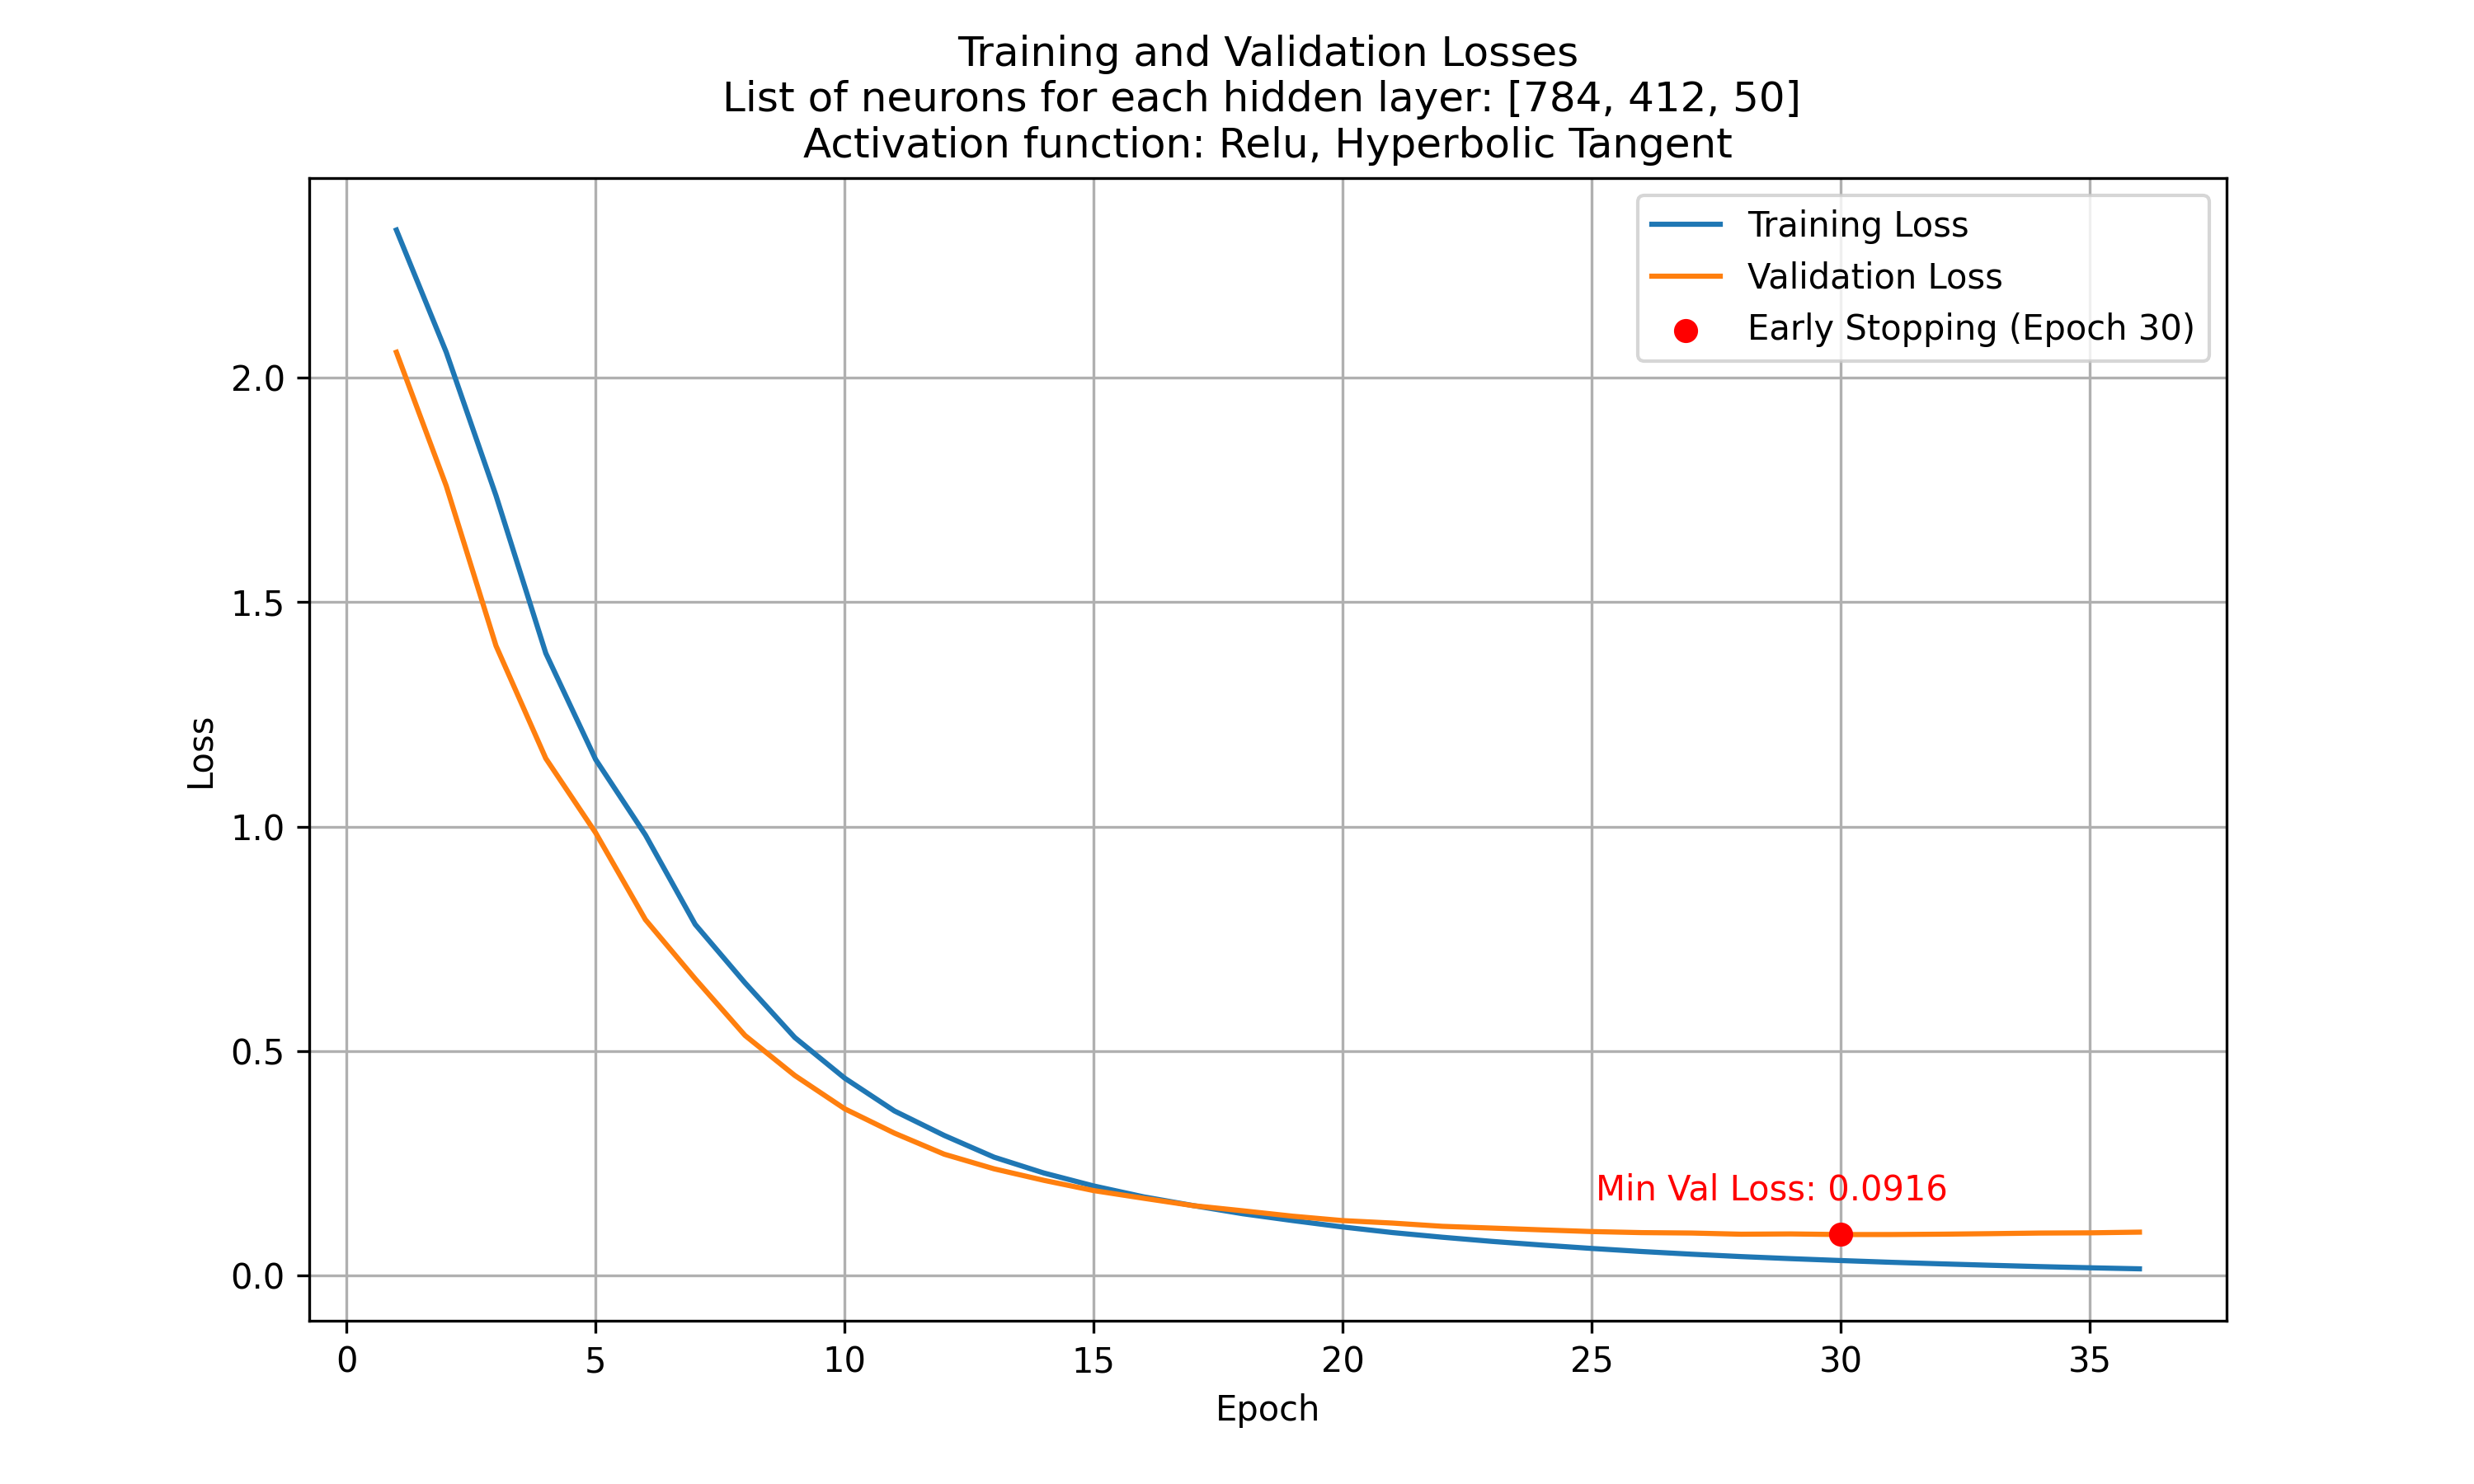 Training and Validation Losses
List of neurons for each hidden layer: [784, 412, 50]
Activation function: Relu, Hyperbolic Tangent
Training Loss
Validation Loss
Early Stopping (Epoch 30)
2.0
1.5
1.0
0.5
0.0
Loss
Min Val Loss: 0.0916
0 5 10 15 20 25 30 35
Epoch